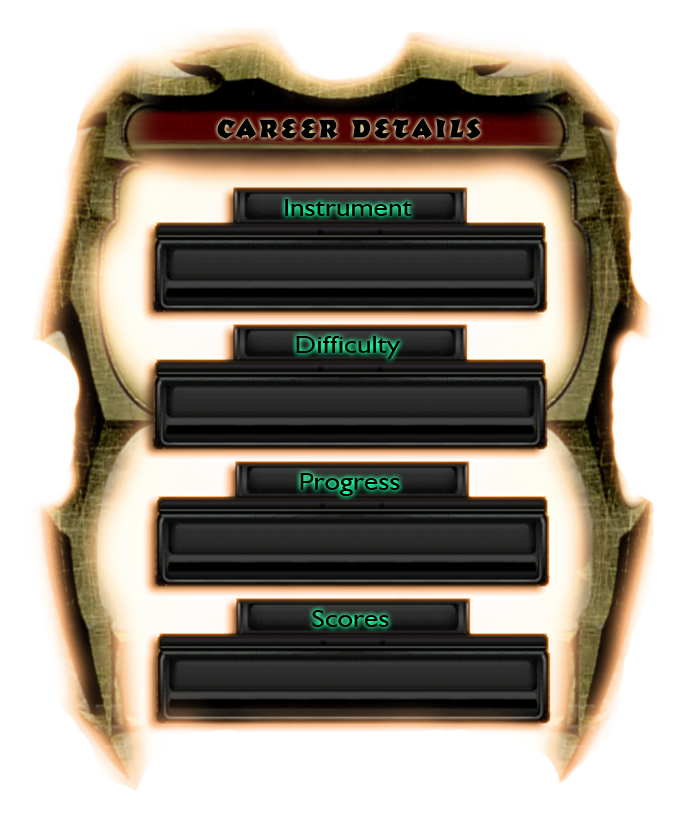 CAREER DETAILS
Instrument
Difficulty
Progress
Scores